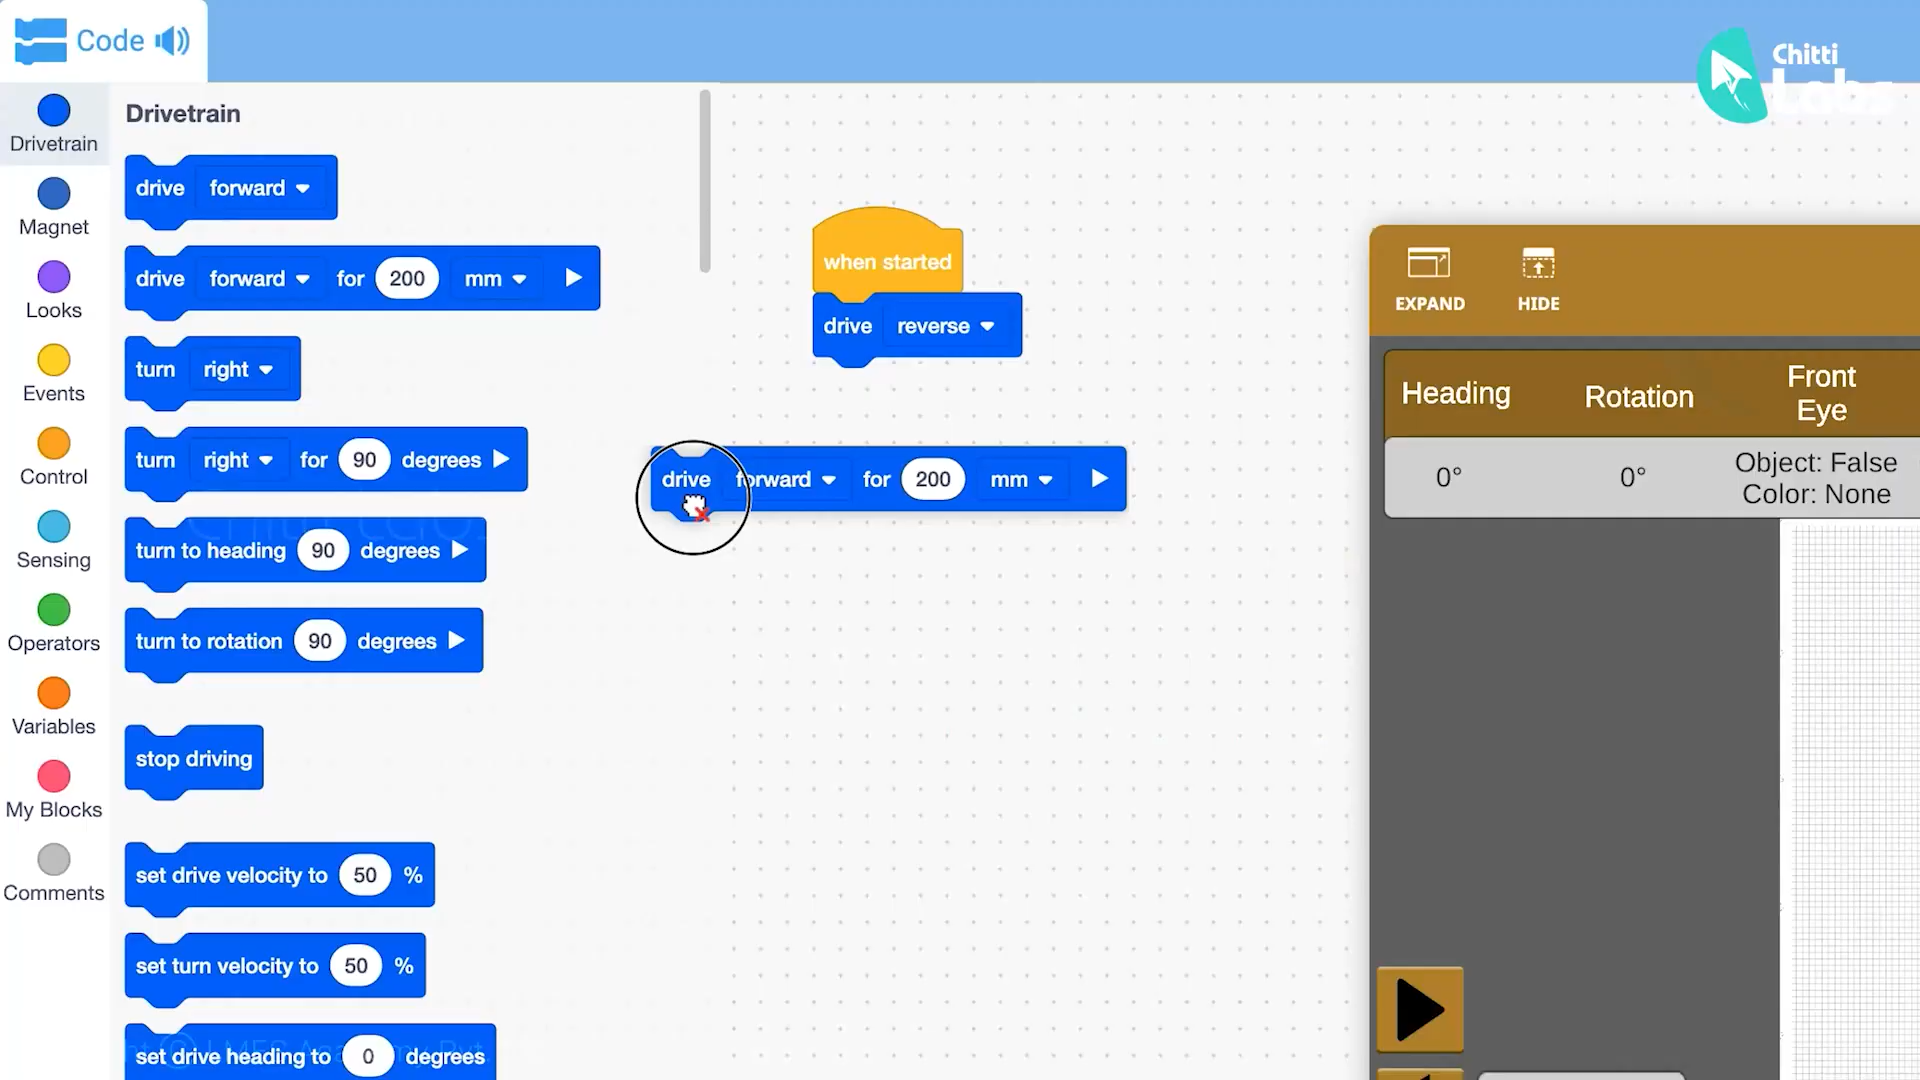 Code
Chitti
Labs
Drivetrain
Magnet
Looks
Events
Control
Sensing
Operators
Variables
My Blocks
Comments
Drivetrain
drive forward
drive forward for 200 mm
turn right
turn right for 90 degrees
turn to heading 90 degrees
turn to rotation 90 degrees
stop driving
set drive velocity to 50 %
set turn velocity to 50 %
set drive heading to 0 degrees
when started
drive reverse
drive forward for 200 mm
EXPAND HIDE
Heading Rotation Front Eye
0° 0° Object: False
Color: None